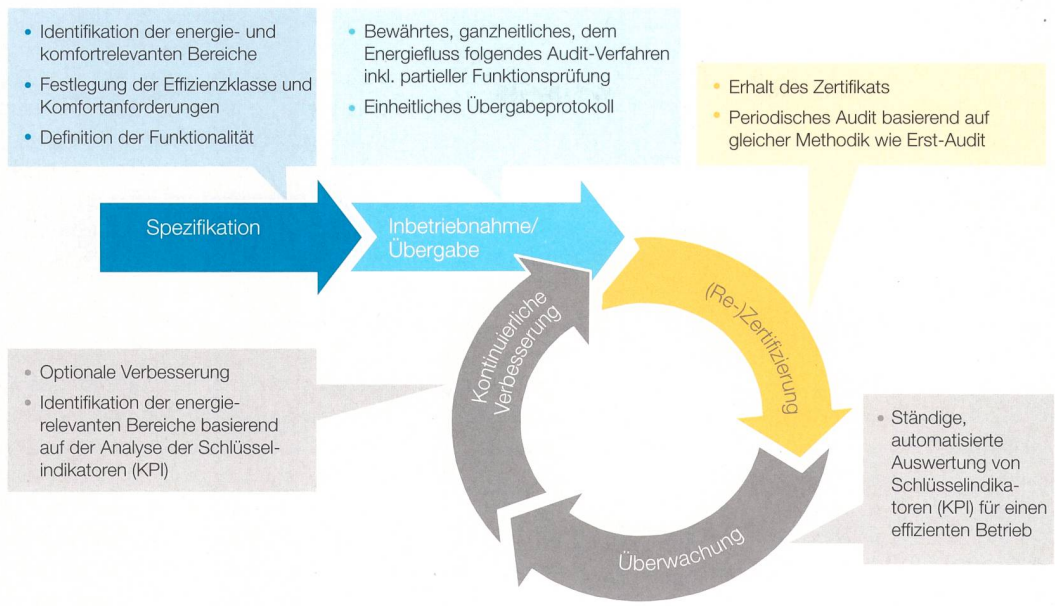 • Identifikation der energie- und
komfortrelevanten Bereiche
• Festlegung der Effizienzklasse und
Komfortanforderungen
• Definition der Funktionalität
• Bewährtes, ganzheitliches, dem
Energiefluss folgendes Audit-Verfahren
inkl. partieller Funktionsprüfung
• Einheitliches Übergabeprotokoll
• Erhalt des Zertifikats
• Periodisches Audit basierend auf
gleicher Methodik wie Erst-Audit
Spezifikation
Inbetriebnahme/
Übergabe
(Re-)Zertifizierung
Überwachung
Kontinuierliche
Verbesserung
• Optionale Verbesserung
• Identifikation der energie-
relevanten Bereiche basierend
auf der Analyse der Schlüssel-
indikatoren (KPI)
• Ständige,
automatisierte
Auswertung von
Schlüsselindika-
toren (KPI) für einen
effizienten Betrieb